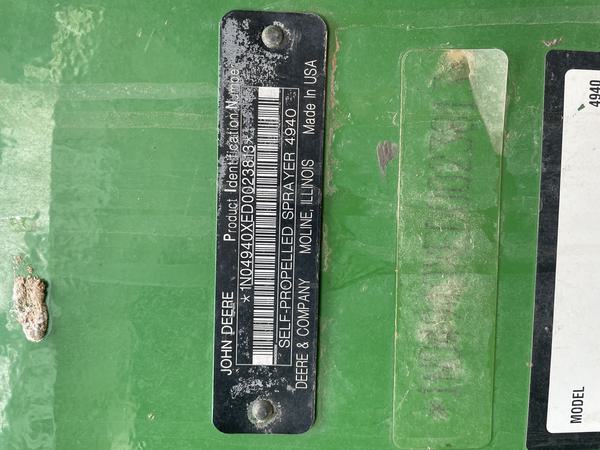 JOHN DEERE
Product Identification Number
*1N04940XED0023813*
SELF-PROPELLED SPRAYER 4940
DEERE & COMPANY MOLINE, ILLINOIS Made In USA
MODEL 4940